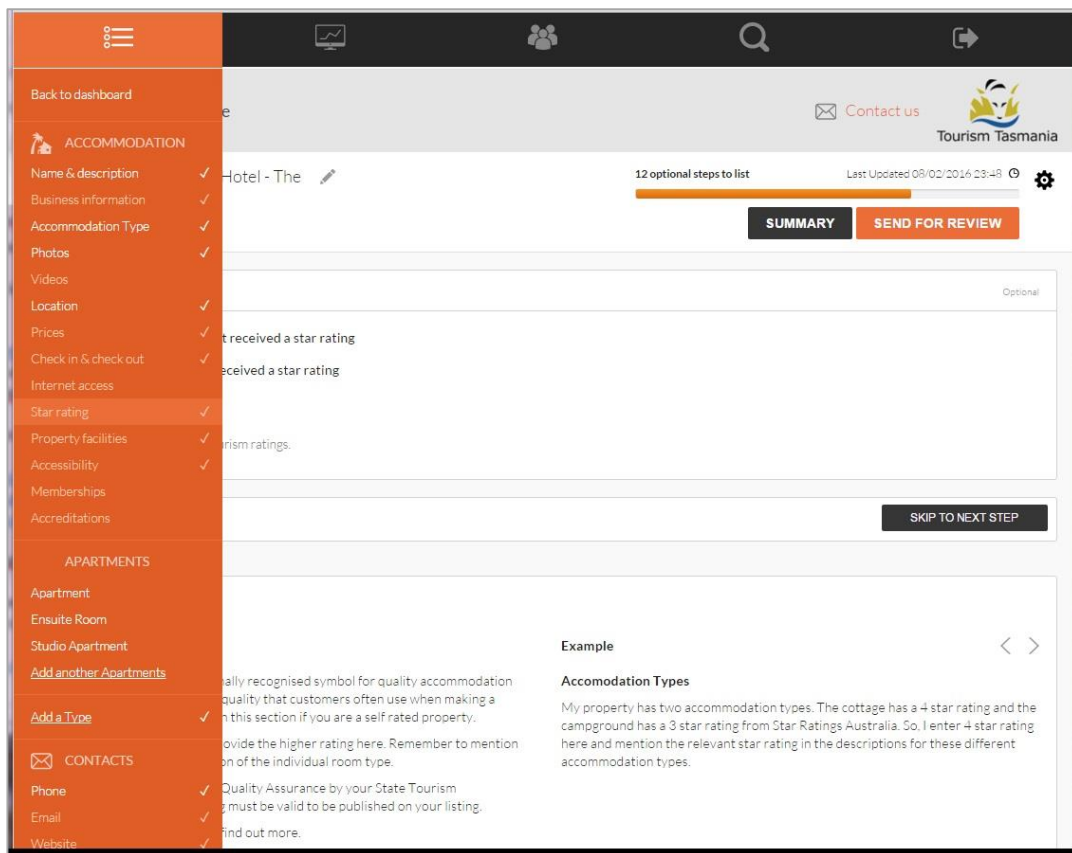 Back to dashboard
ACCOMMODATION
Name & description
Business information
Accommodation Type
Photos
Videos
Location
Prices
Check in & check out
Internet access
Star rating
Property facilities
Accessibility
Memberships
Accreditations
APARTMENTS
Apartment
Ensuite Room
Studio Apartment
Add another Apartments
Add a Type
CONTACTS
Phone
Email
Website
e
Contact us
Tourism Tasmania
Hotel - The
12 optional steps to list
Last Updated 08/02/2016 23:48
SUMMARY
SEND FOR REVIEW
Optional
t received a star rating
eceived a star rating
rism ratings.
SKIP TO NEXT STEP
ally recognised symbol for quality accommodation
quality that customers often use when making a
n this section if you are a self rated property.
ovide the higher rating here. Remember to mention
on of the individual room type.
Quality Assurance by your State Tourism
g must be valid to be published on your listing.
find out more.
Example
Accomodation Types
My property has two accommodation types. The cottage has a 4 star rating and the
campground has a 3 star rating from Star Ratings Australia. So, I enter 4 star rating
here and mention the relevant star rating in the descriptions for these different
accommodation types.